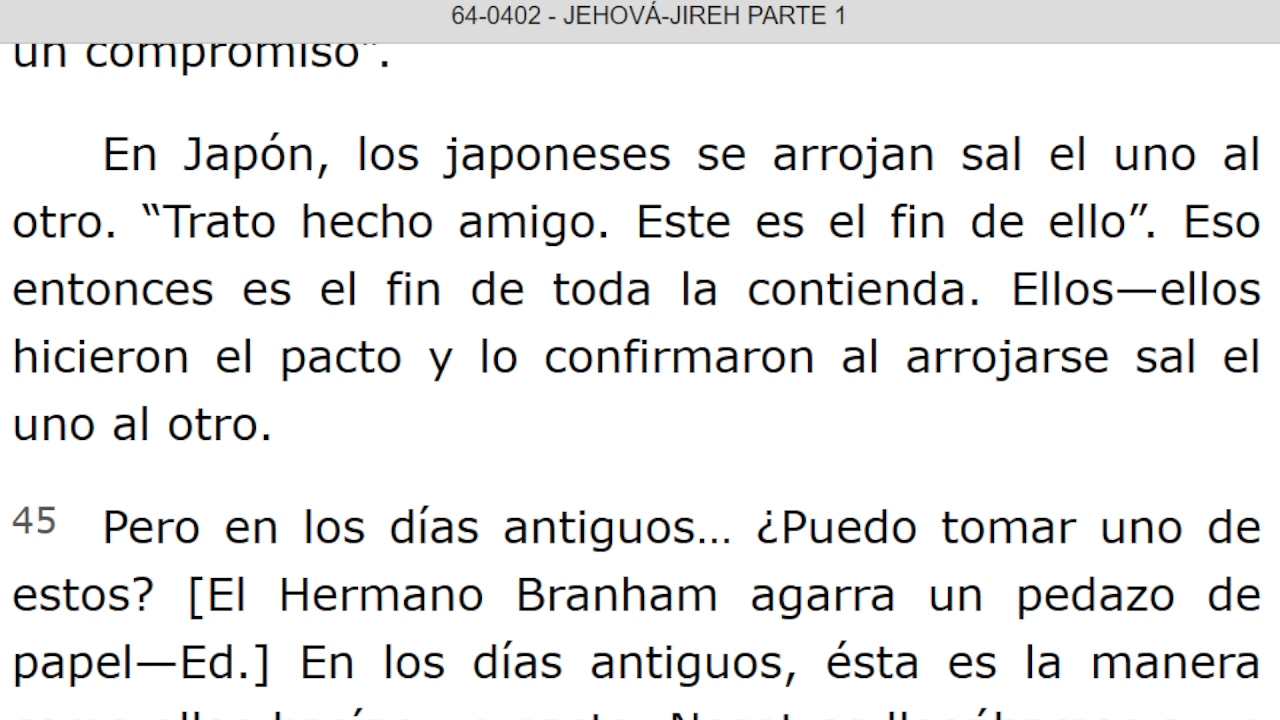 64-0402 - JEHOVÁ-JIREH PARTE 1
un compromiso”.
En Japón, los japoneses se arrojan sal el uno al
otro. “Trato hecho amigo. Este es el fin de ello”. Eso
entonces es el fin de toda la contienda. Ellos—ellos
hicieron el pacto y lo confirmaron al arrojarse sal el
uno al otro.
45 Pero en los días antiguos... ¿Puedo tomar uno de
estos? [El Hermano Branham agarra un pedazo de
papel—Ed.] En los días antiguos, ésta es la manera